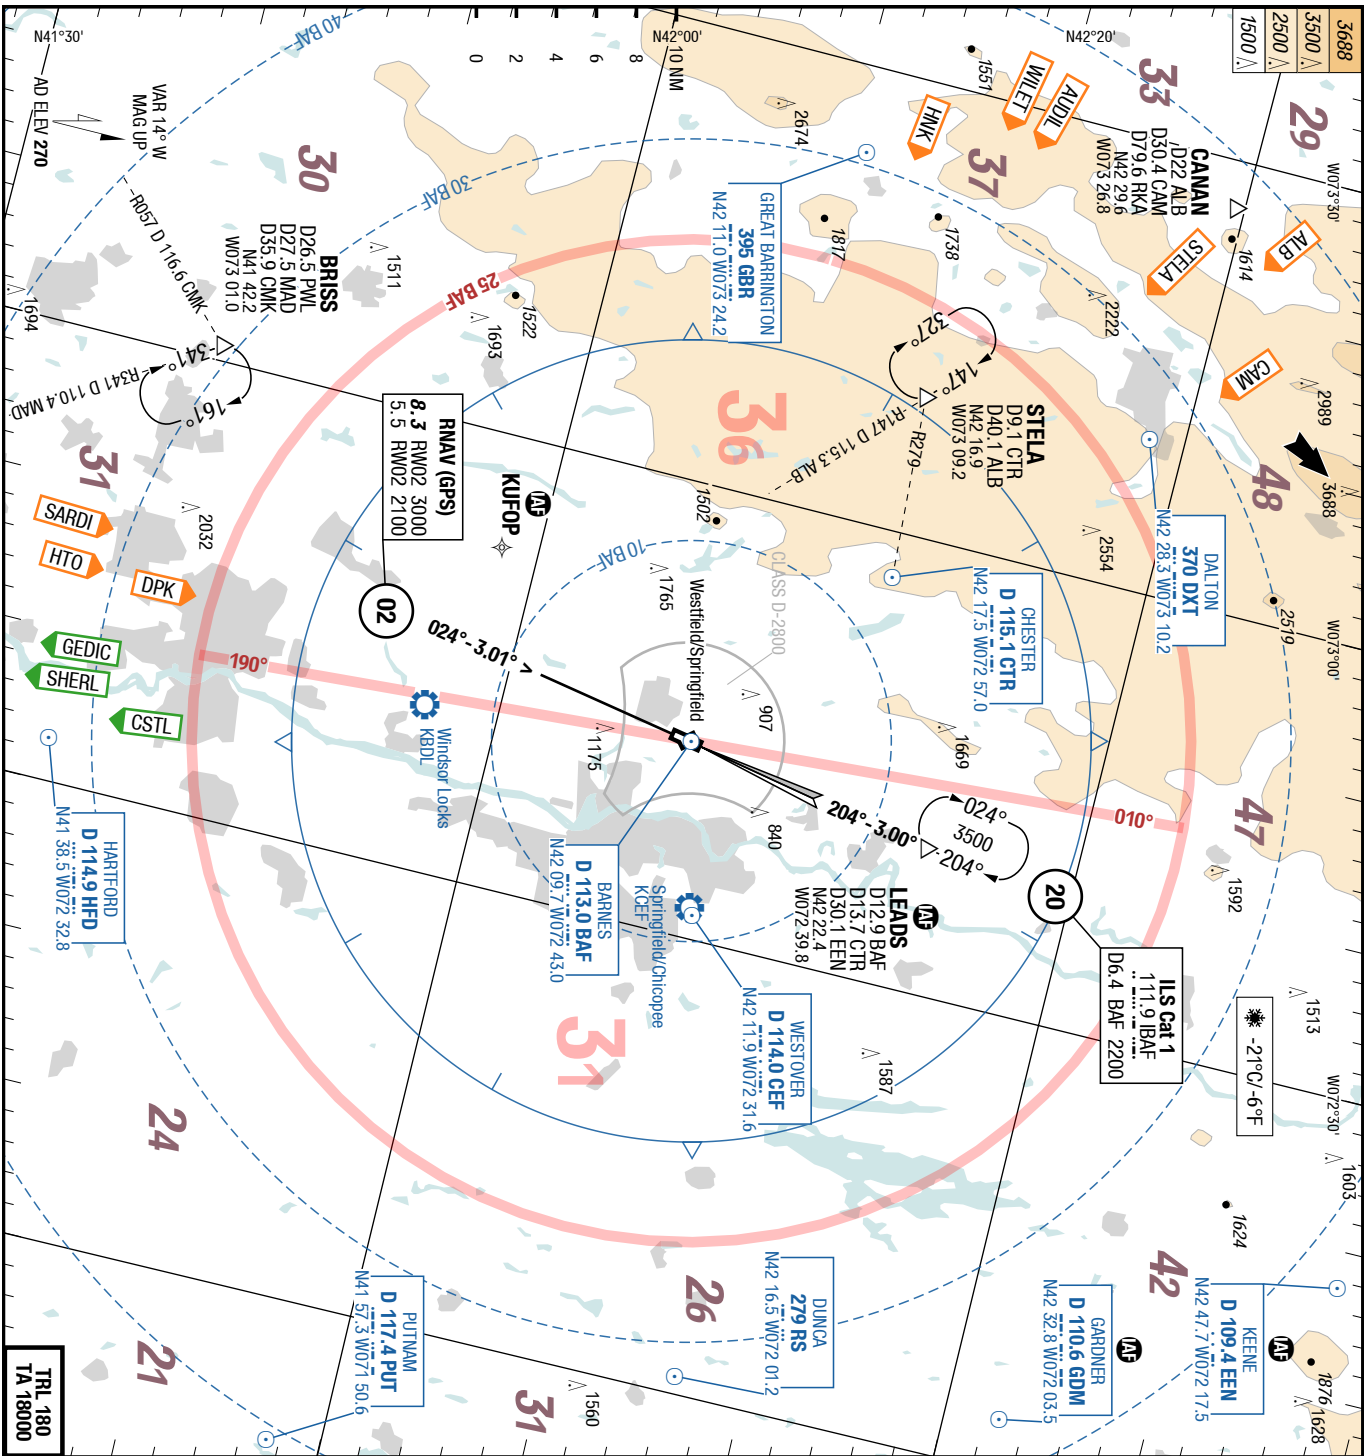 3688
3500
2500
1500
29
33
W073°30'
ALB
CANAN
D22 ALB
D30.4 CAM
D79.6 RKA
N42 29.6
W073 26.8
1614
STELA
AUDIL
WILET
HNK
1551
37
1738
1817
2674
2222
CAM
2989
3688
48
GREAT BARRINGTON
395 GBR
N42 11.0 W073 24.2
N42°20'
N42°00'
N41°30'
10 NM
8
6
4
2
0
40 BAF
30 BAF
25 BAF
10 BAF
AD ELEV 270
VAR 14° W
MAG UP
30
R057 D 116.6 CMK
BRISS
D26.5 PWL
D27.5 MAD
D35.9 CMK
N41 42.2
W073 01.0
1511
1694
1693
1522
341°
161°
R341 D 110.4 MAD
31
2032
SARDI
HTO
DPK
GEDIC
SHERL
CSTL
327°
147°
R147 D 115.3 ALB
R279
STELA
D9.1 CTR
D40.1 ALB
N42 16.9
W073 09.2
36
DALTON
370 DXT
N42 28.3 W073 10.2
2554
2519
W073°00'
CHESTER
D 115.1 CTR
N42 17.5 W072 57.0
RNAV (GPS)
8.3 RW02 3000
5.5 RW02 2100
02
IAF
KUFOP
024°-3.01° >
1502
1765
CLASS D-2800
Westfield/Springfield
907
1175
840
1669
190°
010°
47
Windsor Locks
KBDL
BARNES
D 113.0 BAF
N42 09.7 W072 43.0
Springfield/Chicopee
KCEF
204°-3.00°
024°
3500
204°
20
IAF
LEADS
D12.9 BAF
D13.7 CTR
D30.1 EEN
N42 22.4
W072 39.8
ILS Cat 1
111.9 IBAF
D6.4 BAF 2200
1592
1513
-21°C/-6°F
WESTOVER
D 114.0 CEF
N42 11.9 W072 31.6
1587
31
HARTFORD
D 114.9 HFD
N41 38.5 W072 32.8
24
W072°30'
1603
1624
42
KEENE
D 109.4 EEN
N42 47.7 W072 17.5
IAF
1876
1628
GARDNER
D 110.6 GDM
N42 32.8 W072 03.5
IAF
DUNCA
279 RS
N42 16.5 W072 01.2
26
PUTNAM
D 117.4 PUT
N41 57.3 W071 50.6
1560
31
21
TRL 180
TA 18000